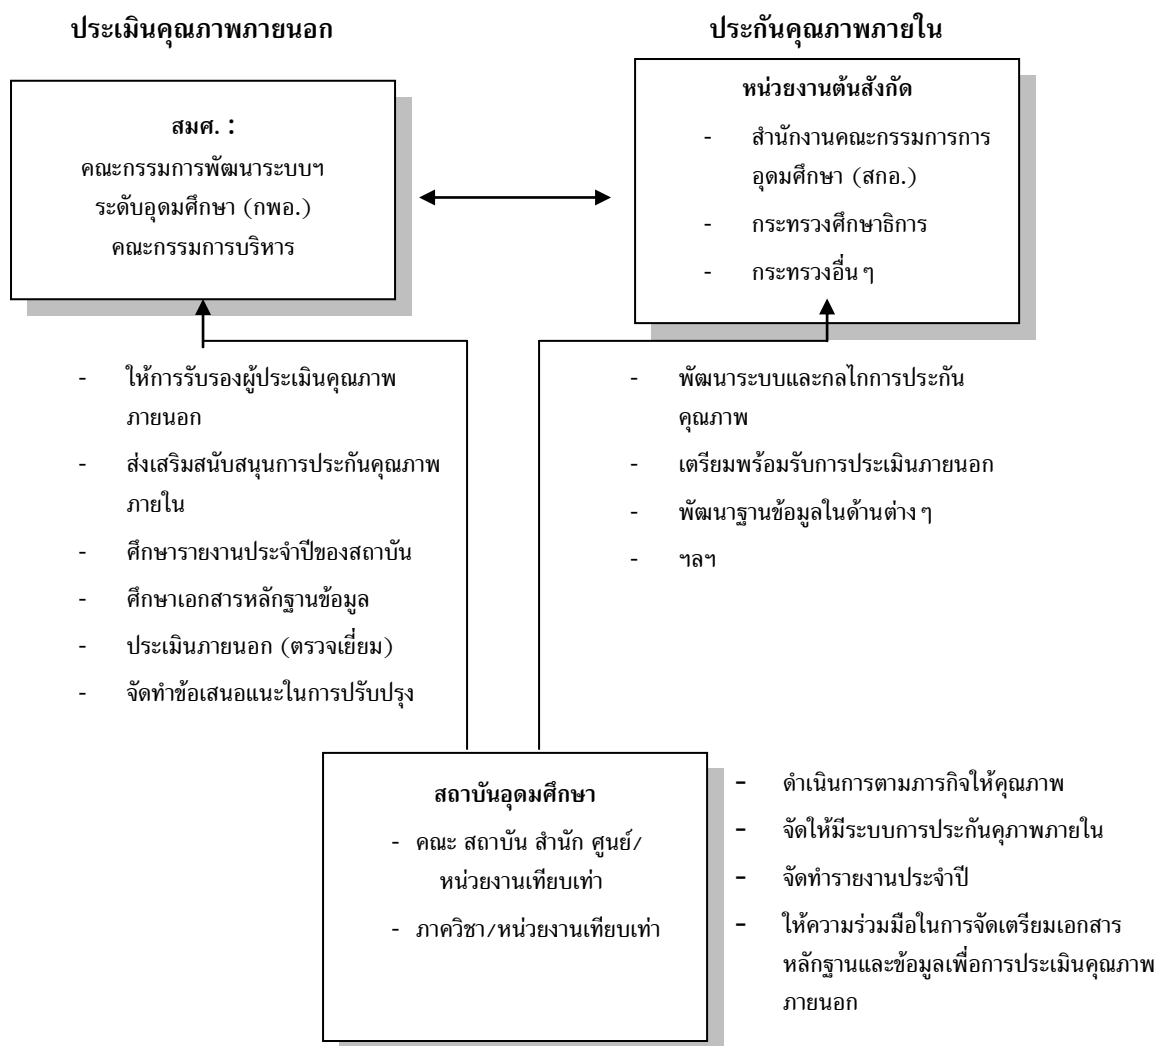 ประเมินคุณภาพภายนอก
ประกันคุณภาพภายใน
สมศ. :
คณะกรรมการพัฒนาระบบฯ
ระดับอุดมศึกษา (กพอ.)
คณะกรรมการบริหาร
หน่วยงานต้นสังกัด
- สำนักงานคณะกรรมการการ
อุดมศึกษา (สกอ.)
- กระทรวงศึกษาธิการ
- กระทรวงอื่น ๆ
- ให้การรับรองผู้ประเมินคุณภาพ
ภายนอก
- ส่งเสริมสนับสนุนการประกันคุณภาพ
ภายใน
- ศึกษารายงานประจำปีของสถาบัน
- ศึกษาเอกสารหลักฐานข้อมูล
- ประเมินภายนอก (ตรวจเยี่ยม)
- จัดทำข้อเสนอแนะในการปรับปรุง
- พัฒนาระบบและกลไกการประกัน
คุณภาพ
- เตรียมพร้อมรับการประเมินภายนอก
- พัฒนาฐานข้อมูลในด้านต่าง ๆ
- ฯลฯ
สถาบันอุดมศึกษา
- คณะ สถาบัน สำนัก ศูนย์/
หน่วยงานเทียบเท่า
- ภาควิชา/หน่วยงานเทียบเท่า
- ดำเนินการตามภารกิจให้คุณภาพ
- จัดให้มีระบบการประกันคุภาพภายใน
- จัดทำรายงานประจำปี
- ให้ความร่วมมือในการจัดเตรียมเอกสาร
หลักฐานและข้อมูลเพื่อการประเมินคุณภาพ
ภายนอก